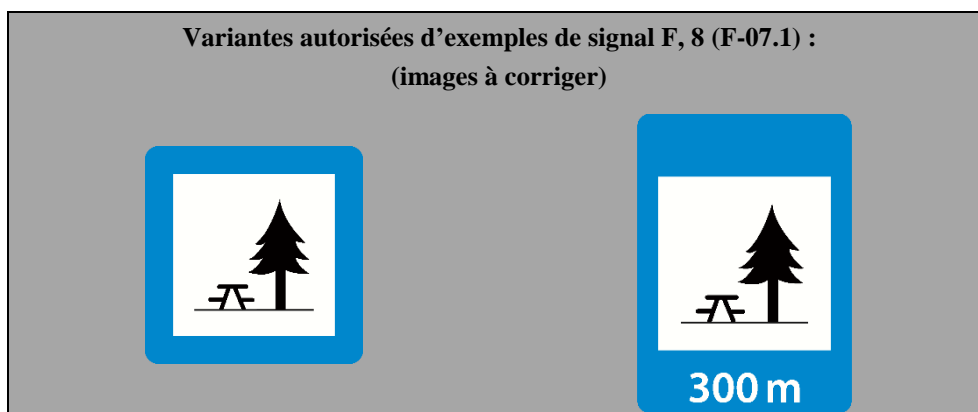 Variantes autorisées d’exemples de signal F, 8 (F-07.1) :
(images à corriger)
300 m